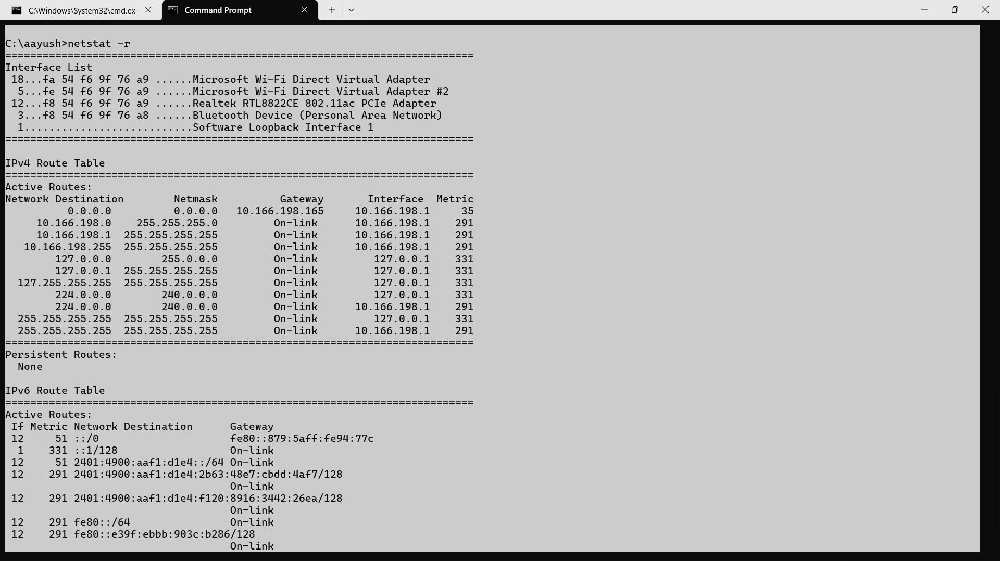 C:\Windows\System32\cmd.ex
Command Prompt
C:\aayush>netstat -r
===========================================================================
Interface List
 18...fa 54 f6 9f 76 a9 ......Microsoft Wi-Fi Direct Virtual Adapter
  5...fe 54 f6 9f 76 a9 ......Microsoft Wi-Fi Direct Virtual Adapter #2
 12...f8 54 f6 9f 76 a9 ......Realtek RTL8822CE 802.11ac PCIe Adapter
  3...f8 54 f6 9f 76 a8 ......Bluetooth Device (Personal Area Network)
  1...........................Software Loopback Interface 1
===========================================================================
IPv4 Route Table
===========================================================================
Active Routes:
Network Destination        Netmask          Gateway       Interface  Metric
          0.0.0.0          0.0.0.0   10.166.198.165     10.166.198.1     35
     10.166.198.0    255.255.255.0         On-link      10.166.198.1    291
     10.166.198.1  255.255.255.255         On-link      10.166.198.1    291
   10.166.198.255  255.255.255.255         On-link      10.166.198.1    291
        127.0.0.0        255.0.0.0         On-link         127.0.0.1    331
        127.0.0.1  255.255.255.255         On-link         127.0.0.1    331
  127.255.255.255  255.255.255.255         On-link         127.0.0.1    331
        224.0.0.0        240.0.0.0         On-link         127.0.0.1    331
        224.0.0.0        240.0.0.0         On-link      10.166.198.1    291
  255.255.255.255  255.255.255.255         On-link         127.0.0.1    331
  255.255.255.255  255.255.255.255         On-link      10.166.198.1    291
===========================================================================
Persistent Routes:
  None
IPv6 Route Table
===========================================================================
Active Routes:
 If Metric Network Destination      Gateway
 12     51 ::/0                     fe80::879:5aff:fe94:77c
  1    331 ::1/128                  On-link
 12     51 2401:4900:aaf1:d1e4::/64 On-link
 12    291 2401:4900:aaf1:d1e4:2b63:48e7:cbdd:4af7/128
                                    On-link
 12    291 2401:4900:aaf1:d1e4:f120:8916:3442:26ea/128
                                    On-link
 12    291 fe80::/64                On-link
 12    291 fe80::e39f:ebbb:903c:b286/128
                                    On-link